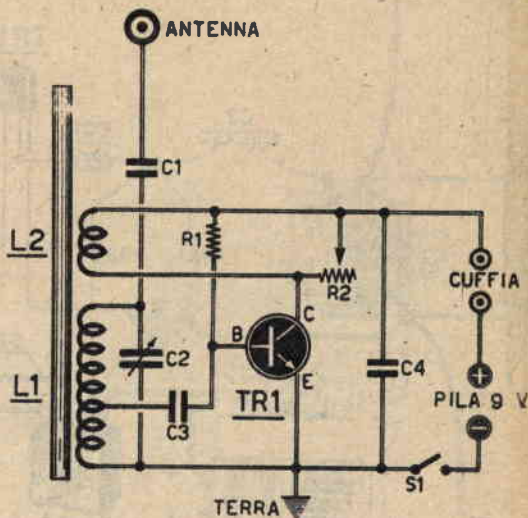 ANTENNA
C1
L2
R1
R2
CUFFIA
C
B
C2
C4
L1
E
TR1
C3
+
PILA 9 V
−
S1
TERRA